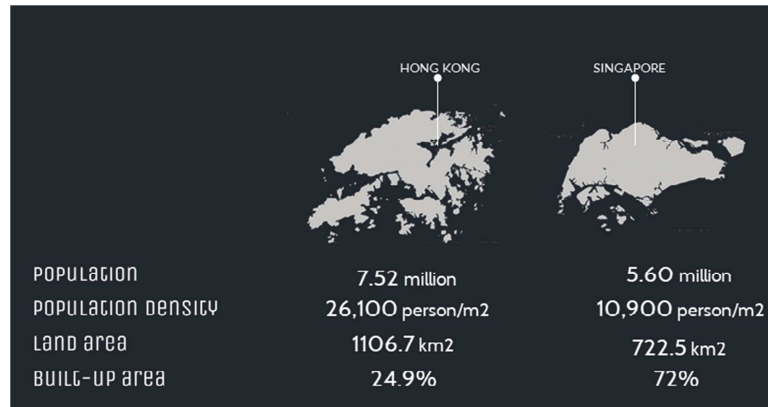 HONG KONG SINGAPORE
POPULATION 7.52 million 5.60 million
POPULATION DENSITY 26,100 person/m2 10,900 person/m2
LAND AREA 1106.7 km2 722.5 km2
BUILT-UP AREA 24.9% 72%